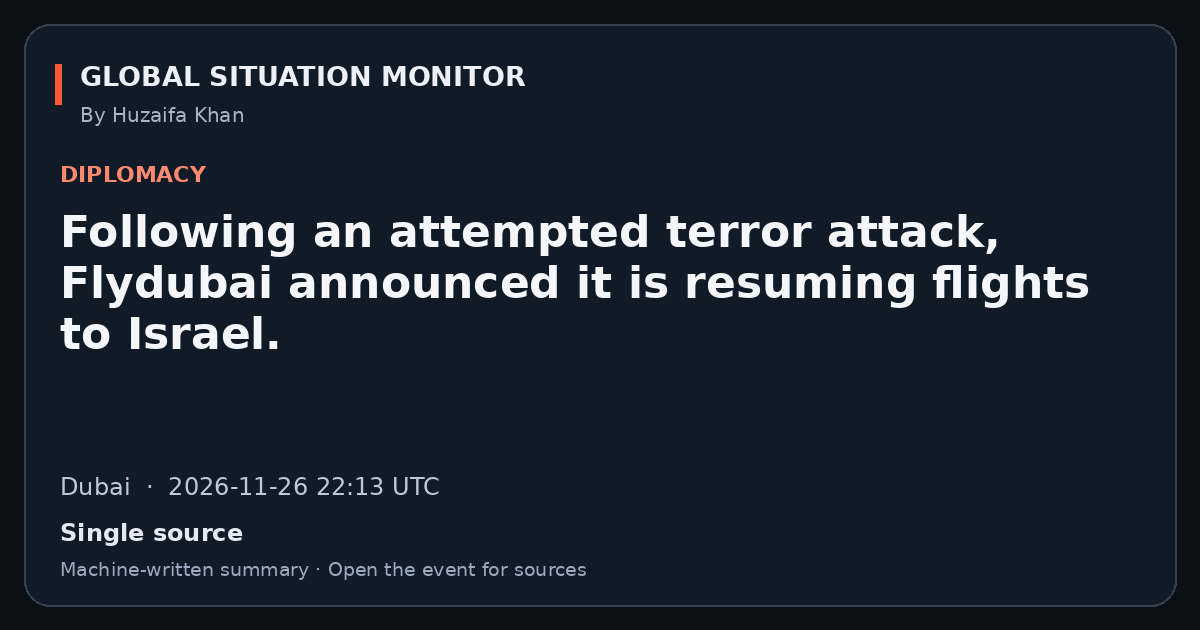 GLOBAL SITUATION MONITOR
By Huzaifa Khan
DIPLOMACY
Following an attempted terror attack,
Flydubai announced it is resuming flights
to Israel.
Dubai · 2026-11-26 22:13 UTC
Single source
Machine-written summary · Open the event for sources